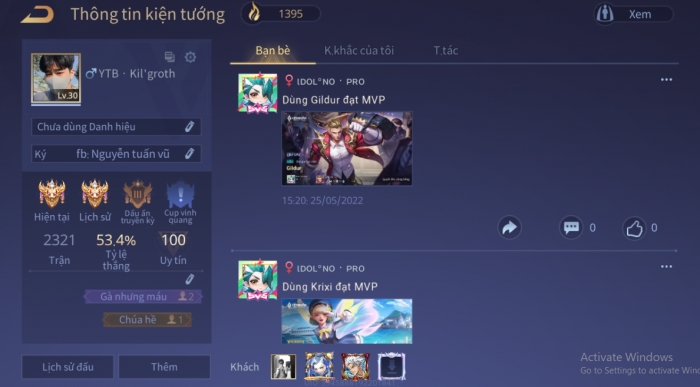 Thông tin kiện tướng
1395
Xem
Bạn bè
K.khắc của tôi
T.tác
YTB · Kil'groth
Lv.30
Chưa dùng Danh hiệu
Ký
fb: Nguyễn tuấn vũ
Hiện tại
Lịch sử
Dấu ấn truyền kỳ
Cup vinh quang
2321
53.4%
100
Trận
Tỷ lệ thắng
Uy tín
Gà nhưng máu
2
Chúa hề
1
Lịch sử đấu
Thêm
IDOL°NO · PRO
Dùng Gildur đạt MVP
Gildur
15:20: 25/05/2022
0
0
IDOL°NO · PRO
Dùng Krixi đạt MVP
Khách
Activate Windows
Go to Settings to activate Win